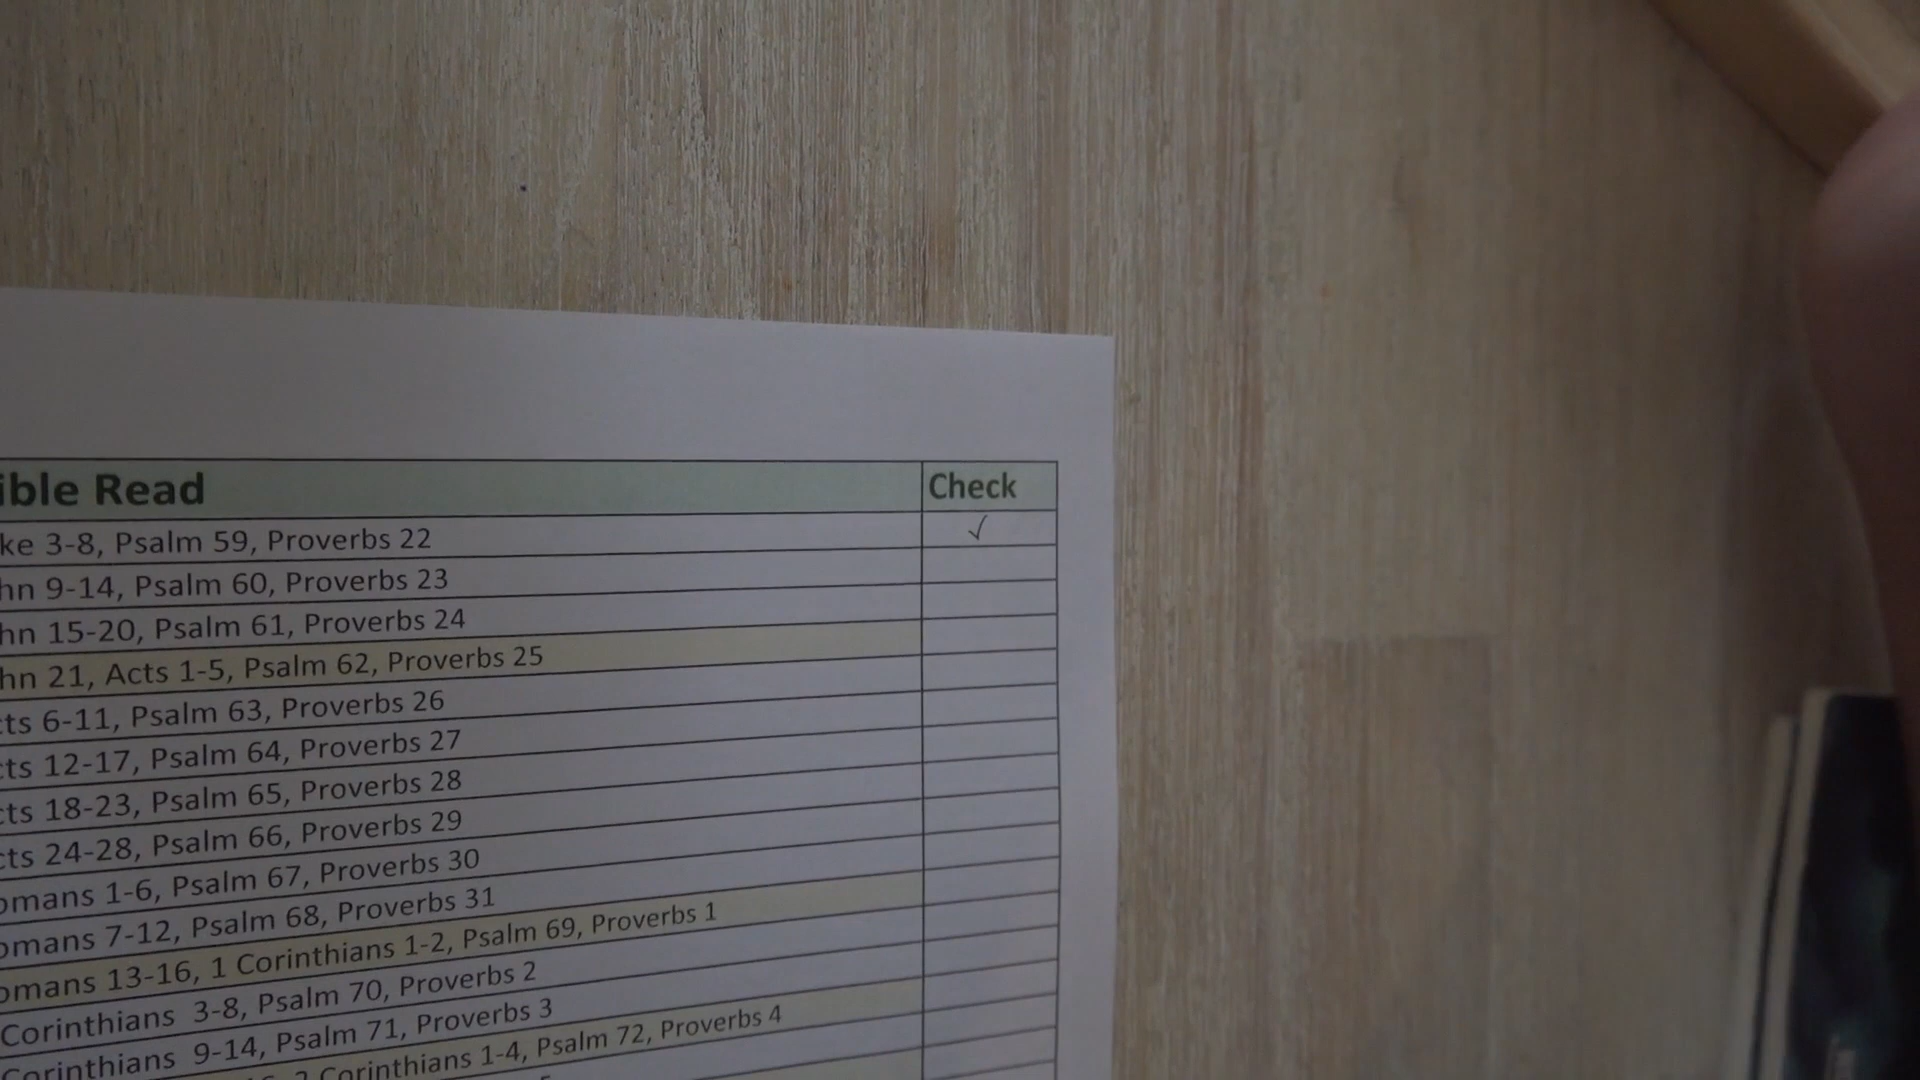 ible Read Check
ke 3-8, Psalm 59, Proverbs 22 √
hn 9-14, Psalm 60, Proverbs 23
hn 15-20, Psalm 61, Proverbs 24
hn 21, Acts 1-5, Psalm 62, Proverbs 25
cts 6-11, Psalm 63, Proverbs 26
cts 12-17, Psalm 64, Proverbs 27
cts 18-23, Psalm 65, Proverbs 28
cts 24-28, Psalm 66, Proverbs 29
omans 1-6, Psalm 67, Proverbs 30
omans 7-12, Psalm 68, Proverbs 31
omans 13-16, 1 Corinthians 1-2, Psalm 69, Proverbs 1
Corinthians 3-8, Psalm 70, Proverbs 2
Corinthians 9-14, Psalm 71, Proverbs 3
2 Corinthians 1-4, Psalm 72, Proverbs 4